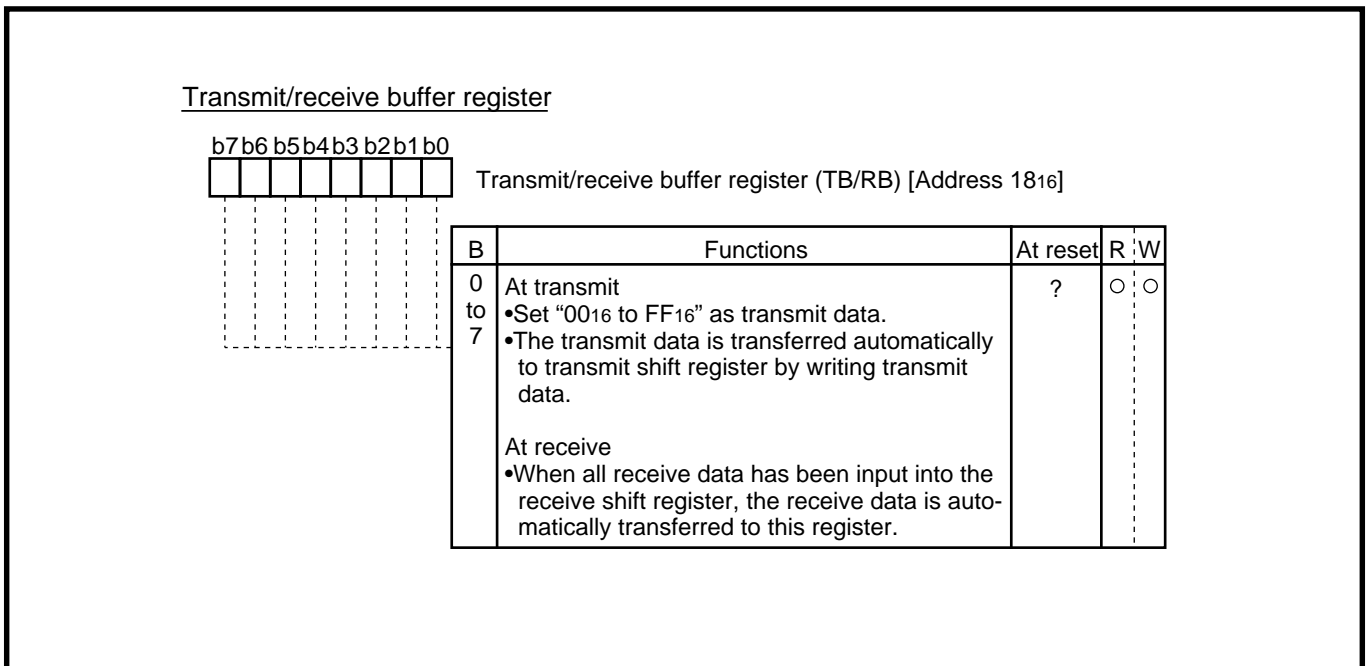 Transmit/receive buffer register
b7 b6 b5 b4 b3 b2 b1 b0
Transmit/receive buffer register (TB/RB) [Address 18₁₆]
B Functions At reset R W
0 to 7
At transmit ? ○ ○
•Set “00₁₆ to FF₁₆” as transmit data.
•The transmit data is transferred automatically
to transmit shift register by writing transmit
data.
At receive
•When all receive data has been input into the
receive shift register, the receive data is auto-
matically transferred to this register.